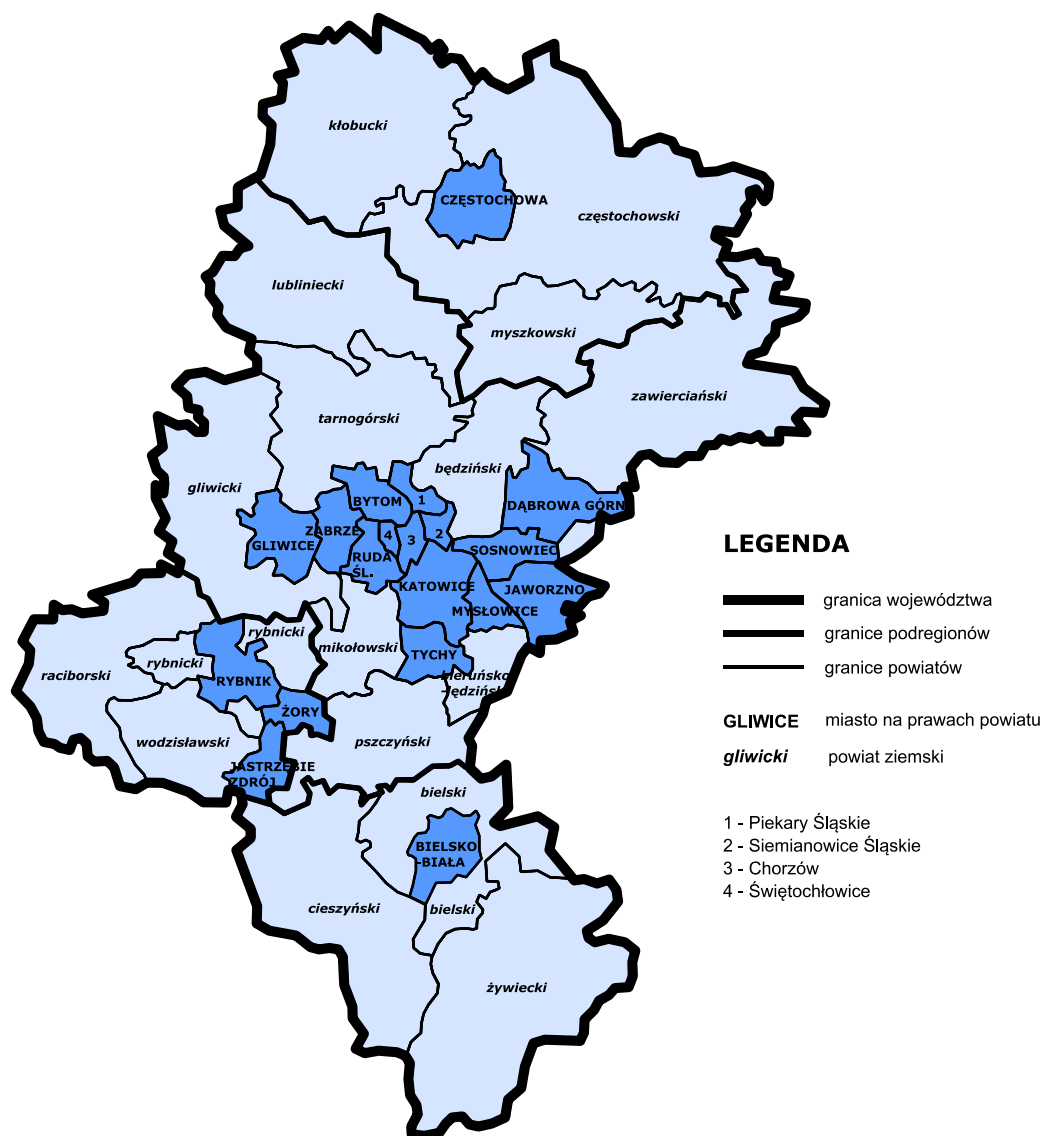 kłobucki
CZĘSTOCHOWA
częstochowski
lubliniecki
myszkowski
zawierciański
tarnogórski
będziński
gliwicki
BYTOM
1
DĄBROWA GÓRN
ZABRZE
4
3
2
GLIWICE
RUDA
ŚL.
SOSNOWIEC
KATOWICE
JAWORZNO
MYSŁOWICE
rybnicki
mikołowski
TYCHY
rybnicki
raciborski
RYBNIK
bieruńsko
-lędziński
ŻORY
wodzisławski
pszczyński
JASTRZĘBIE
ZDRÓJ
bielski
BIELSKO
-BIAŁA
cieszyński
bielski
żywiecki
LEGENDA
granica województwa
granice podregionów
granice powiatów
GLIWICE miasto na prawach powiatu
gliwicki powiat ziemski
1 - Piekary Śląskie
2 - Siemianowice Śląskie
3 - Chorzów
4 - Świętochłowice